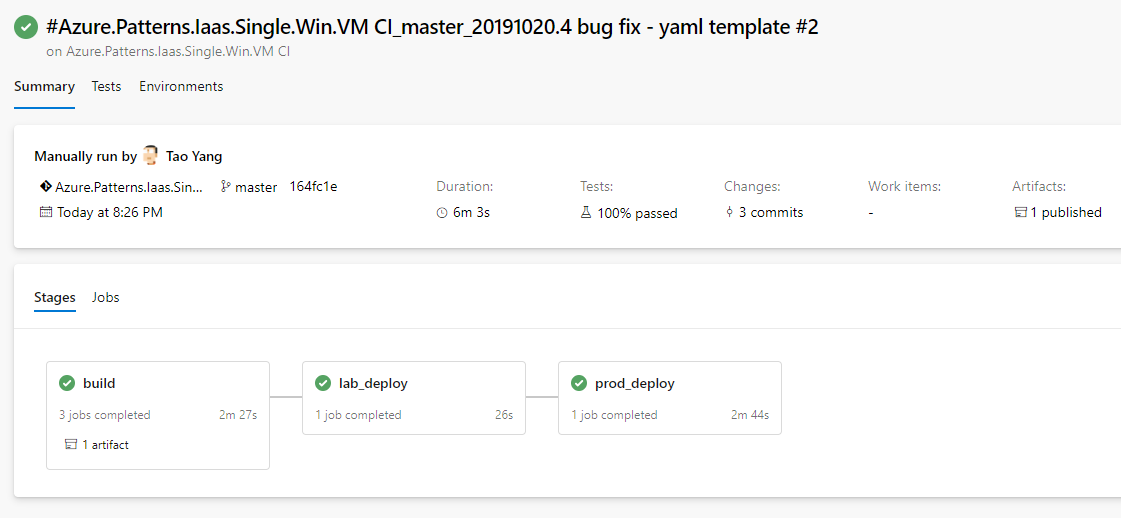 #Azure.Patterns.Iaas.Single.Win.VM CI_master_20191020.4 bug fix - yaml template #2
on Azure.Patterns.Iaas.Single.Win.VM CI
Summary Tests Environments
Manually run by Tao Yang
Azure.Patterns.Iaas.Sin... master 164fc1e Duration: Tests: Changes: Work items: Artifacts:
Today at 8:26 PM 6m 3s 100% passed 3 commits - 1 published
Stages Jobs
build lab_deploy prod_deploy
3 jobs completed 2m 27s 1 job completed 26s 1 job completed 2m 44s
1 artifact